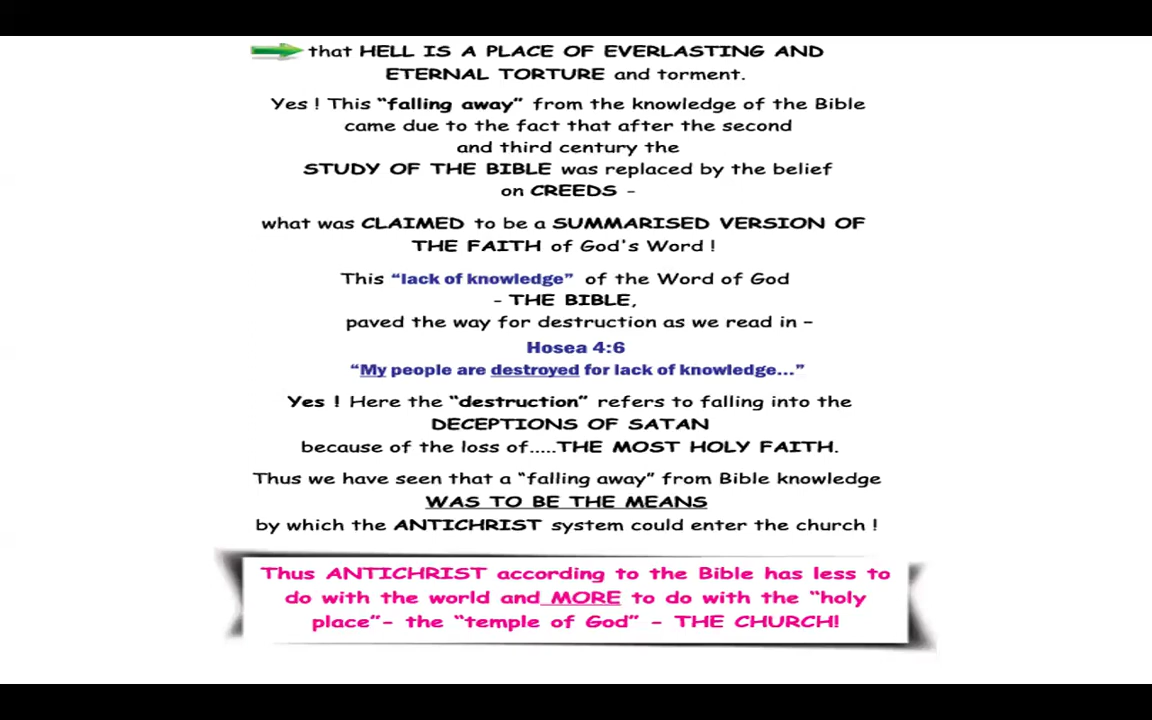 that HELL IS A PLACE OF EVERLASTING AND
ETERNAL TORTURE and torment.
Yes ! This “falling away” from the knowledge of the Bible
came due to the fact that after the second
and third century the
STUDY OF THE BIBLE was replaced by the belief
on CREEDS -
what was CLAIMED to be a SUMMARISED VERSION OF
THE FAITH of God's Word !
This “lack of knowledge” of the Word of God
- THE BIBLE,
paved the way for destruction as we read in –
Hosea 4:6
“My people are destroyed for lack of knowledge...”
Yes ! Here the “destruction” refers to falling into the
DECEPTIONS OF SATAN
because of the loss of.....THE MOST HOLY FAITH.
Thus we have seen that a “falling away” from Bible knowledge
WAS TO BE THE MEANS
by which the ANTICHRIST system could enter the church !
Thus ANTICHRIST according to the Bible has less to
do with the world and MORE to do with the “holy
place”– the “temple of God” – THE CHURCH!